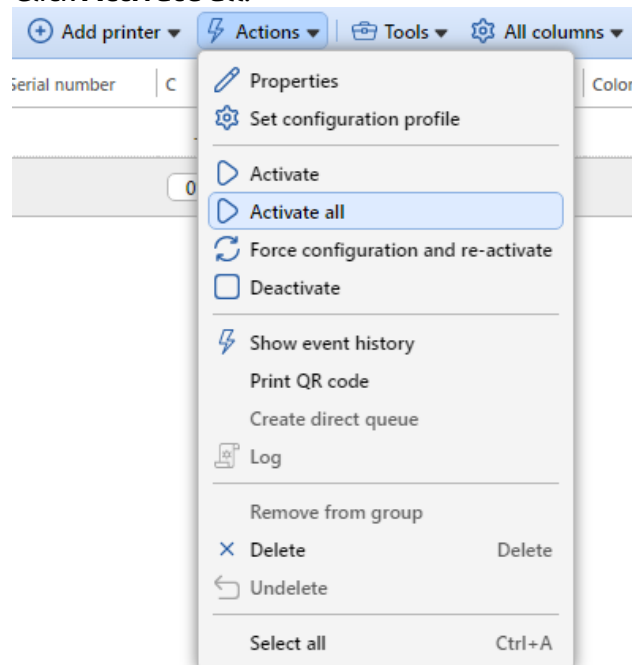 Add printer Actions Tools All columns
Serial number C Color
Properties
Set configuration profile
Activate
0
Activate all
Force configuration and re-activate
Deactivate
Show event history
Print QR code
Create direct queue
Log
Remove from group
Delete Delete
Undelete
Select all Ctrl+A